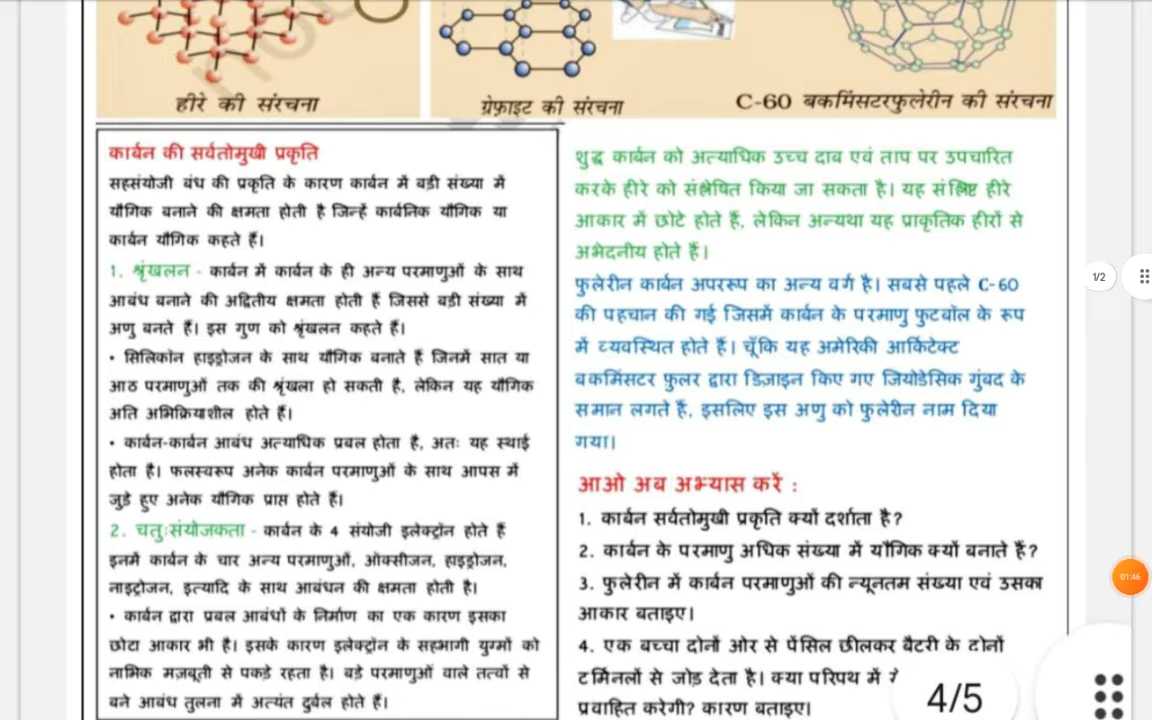 हीरे की संरचना
ग्रेफ़ाइट की संरचना
C-60 बकमिंसटरफुलेरीन की संरचना
कार्बन की सर्वतोमुखी प्रकृति
सहसंयोजी बंध की प्रकृति के कारण कार्बन में बड़ी संख्या में
यौगिक बनाने की क्षमता होती है जिन्हें कार्बनिक यौगिक या
कार्बन यौगिक कहते हैं।
1. श्रृंखलन - कार्बन में कार्बन के ही अन्य परमाणुओं के साथ
आबंध बनाने की अद्वितीय क्षमता होती हैं जिससे बड़ी संख्या में
अणु बनते हैं। इस गुण को श्रृंखलन कहते हैं।
• सिलिकॉन हाइड्रोजन के साथ यौगिक बनाते हैं जिनमें सात या
आठ परमाणुओं तक की श्रृंखला हो सकती है, लेकिन यह यौगिक
अति अभिक्रियाशील होते हैं।
• कार्बन-कार्बन आबंध अत्याधिक प्रबल होता है, अतः यह स्थाई
होता है। फलस्वरूप अनेक कार्बन परमाणुओं के साथ आपस में
जुड़े हुए अनेक यौगिक प्राप्त होते हैं।
2. चतुःसंयोजकता - कार्बन के 4 संयोजी इलेक्ट्रॉन होते हैं
इनमें कार्बन के चार अन्य परमाणुओं, ऑक्सीजन, हाइड्रोजन,
नाइट्रोजन, इत्यादि के साथ आबंधन की क्षमता होती है।
• कार्बन द्वारा प्रबल आबंधों के निर्माण का एक कारण इसका
छोटा आकार भी है। इसके कारण इलेक्ट्रॉन के सहभागी युग्मों को
नाभिक मज़बूती से पकड़े रहता है। बड़े परमाणुओं वाले तत्वों से
बने आबंध तुलना में अत्यंत दुर्बल होते हैं।
शुद्ध कार्बन को अत्याधिक उच्च दाब एवं ताप पर उपचारित
करके हीरे को संश्लेषित किया जा सकता है। यह संश्लिष्ट हीरे
आकार में छोटे होते हैं, लेकिन अन्यथा यह प्राकृतिक हीरों से
अभेदनीय होते हैं।
फुलेरीन कार्बन अपररूप का अन्य वर्ग है। सबसे पहले C-60
की पहचान की गई जिसमें कार्बन के परमाणु फुटबॉल के रूप
में व्यवस्थित होते हैं। चूँकि यह अमेरिकी आर्किटेक्ट
बकमिंसटर फ़ुलर द्वारा डिज़ाइन किए गए जियोडेसिक गुंबद के
समान लगते हैं, इसलिए इस अणु को फुलेरीन नाम दिया
गया।
आओ अब अभ्यास करें :
1. कार्बन सर्वतोमुखी प्रकृति क्यों दर्शाता है?
2. कार्बन के परमाणु अधिक संख्या में यौगिक क्यों बनाते हैं?
3. फुलेरीन में कार्बन परमाणुओं की न्यूनतम संख्या एवं उसका
आकार बताइए।
4. एक बच्चा दोनों ओर से पेंसिल छीलकर बैटरी के दोनों
टर्मिनलों से जोड़ देता है। क्या परिपथ में
प्रवाहित करेगी? कारण बताइए।
1/2
01:46
4/5